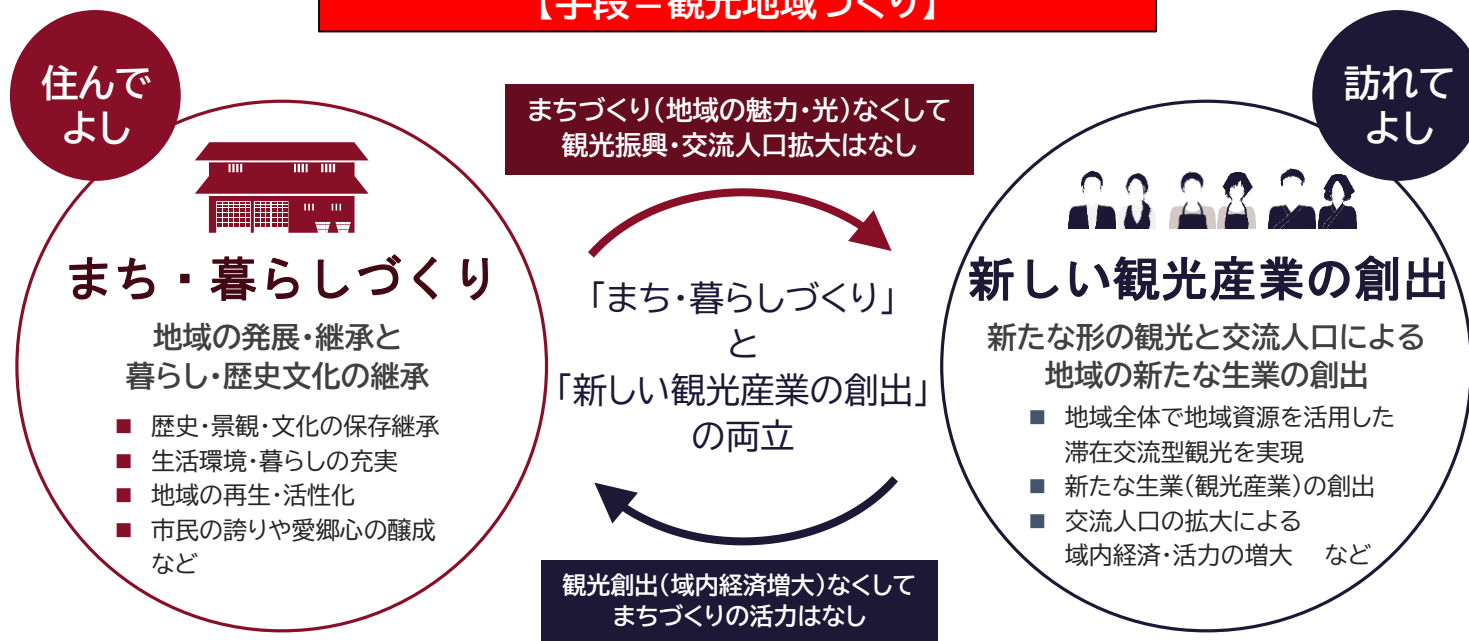 【手段＝観光地域づくり】
住んで
よし
まち・暮らしづくり
地域の発展・継承と
暮らし・歴史文化の継承
■ 歴史・景観・文化の保存継承
■ 生活環境・暮らしの充実
■ 地域の再生・活性化
■ 市民の誇りや愛郷心の醸成
など
まちづくり（地域の魅力・光）なくして
観光振興・交流人口拡大はなし
「まち・暮らしづくり」
と
「新しい観光産業の創出」
の両立
観光創出（域内経済増大）なくして
まちづくりの活力はなし
訪れて
よし
新しい観光産業の創出
新たな形の観光と交流人口による
地域の新たな生業の創出
■ 地域全体で地域資源を活用した
滞在交流型観光を実現
■ 新たな生業（観光産業）の創出
■ 交流人口の拡大による
域内経済・活力の増大　など